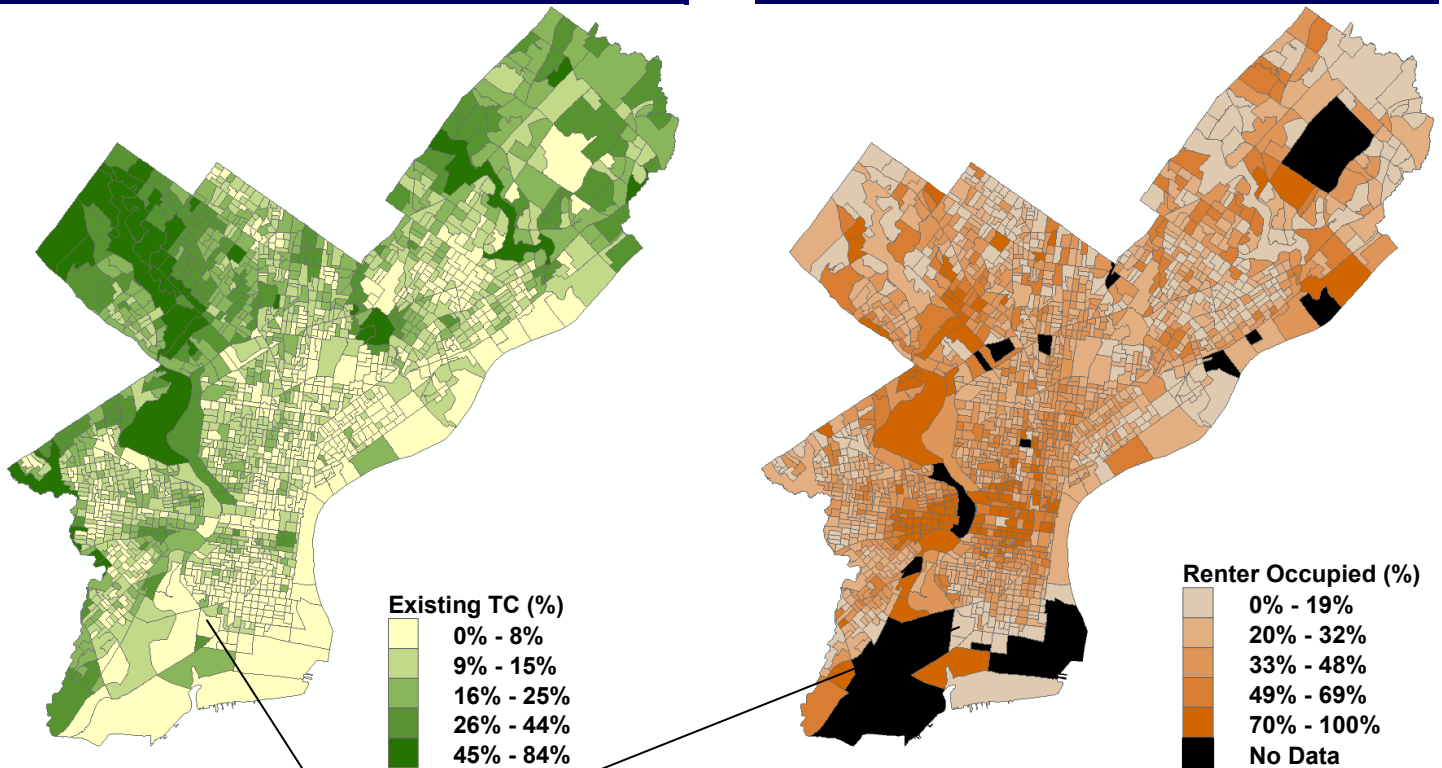 Existing TC (%)
0% - 8%
9% - 15%
16% - 25%
26% - 44%
45% - 84%
Renter Occupied (%)
0% - 19%
20% - 32%
33% - 48%
49% - 69%
70% - 100%
No Data